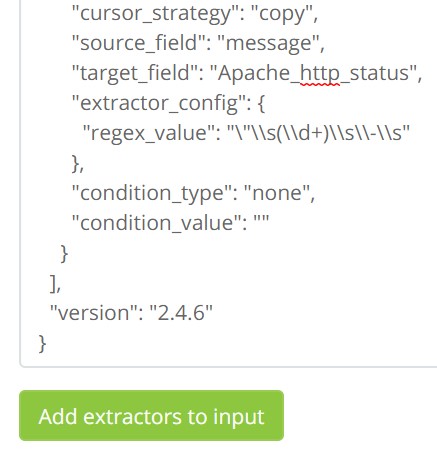 "cursor_strategy": "copy",
"source_field": "message",
"target_field": "Apache_http_status",
"extractor_config": {
"regex_value": "\"\\s(\\d+)\\s\\-\\s"
},
"condition_type": "none",
"condition_value": ""
}
],
"version": "2.4.6"
}
Add extractors to input